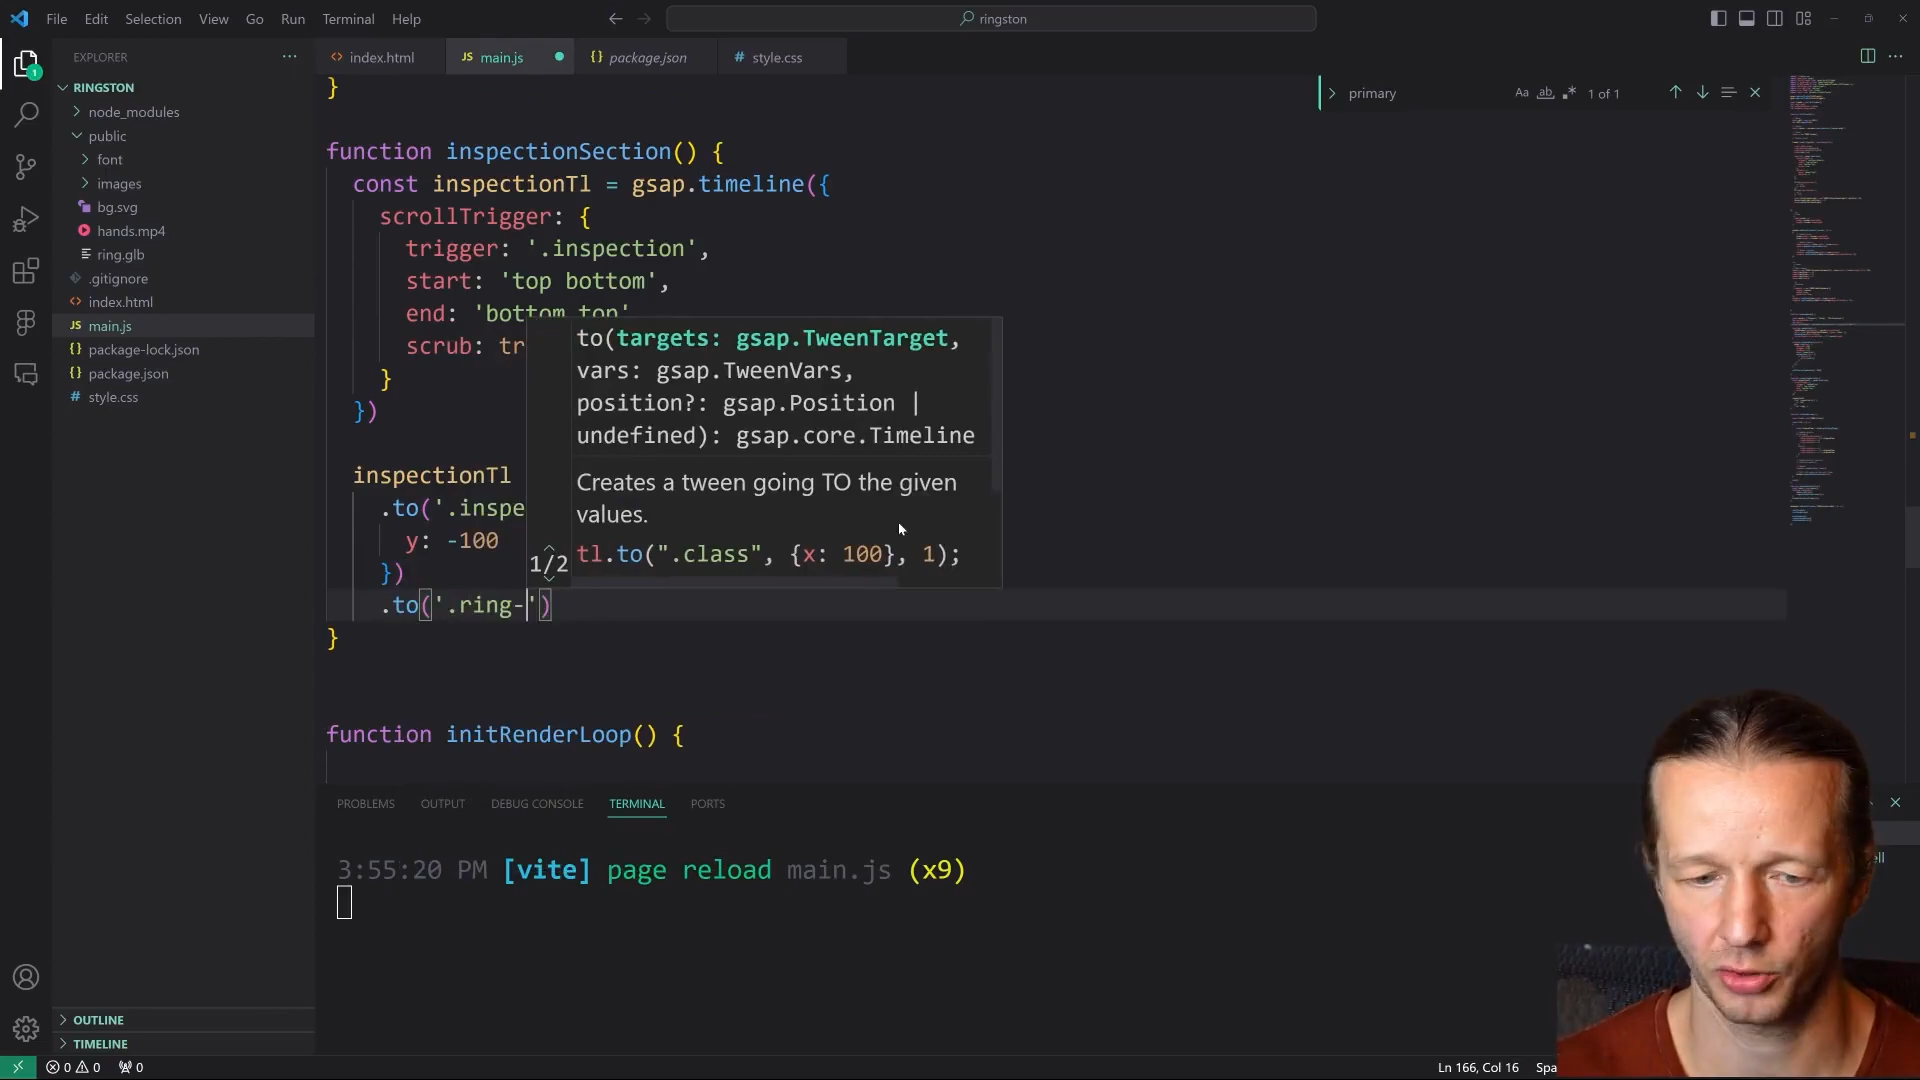 File Edit Selection View Go Run Terminal Help
ringston
EXPLORER
RINGSTON
node_modules
public
font
images
bg.svg
hands.mp4
ring.glb
.gitignore
index.html
main.js
package-lock.json
package.json
style.css
OUTLINE
TIMELINE
index.html main.js package.json style.css
primary
Aa ab 1 of 1
}
function inspectionSection() {
const inspectionTl = gsap.timeline({
scrollTrigger: {
trigger: '.inspection',
start: 'top bottom',
end: 'bottom top'
scrub: tr
}
})
inspectionTl
.to('.inspe
y: -100
})
.to('.ring-')
}
to(targets: gsap.TweenTarget,
vars: gsap.TweenVars,
position?: gsap.Position |
undefined): gsap.core.Timeline
Creates a tween going TO the given
values.
tl.to(".class", {x: 100}, 1);
1/2
function initRenderLoop() {
PROBLEMS OUTPUT DEBUG CONSOLE TERMINAL PORTS
3:55:20 PM [vite] page reload main.js (x9)
ell
0 0 0
Ln 166, Col 16 Spa